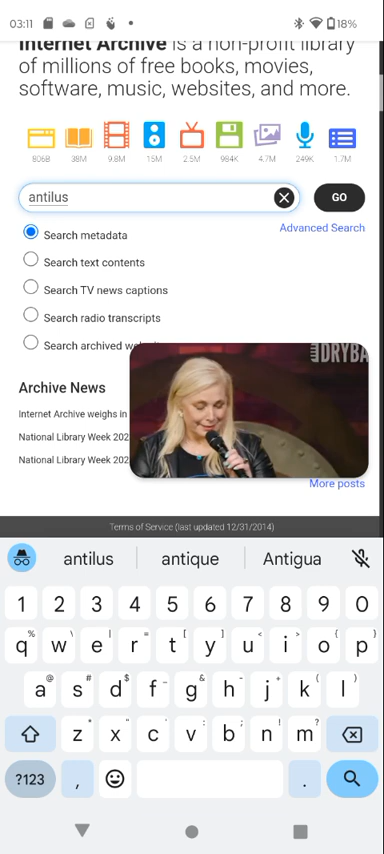 03:11
18%
Internet Archive is a non-profit library
of millions of free books, movies,
software, music, websites, and more.
806B 38M 9.8M 15M 2.5M 984K 4.7M 249K 1.7M
antilus
GO
Advanced Search
Search metadata
Search text contents
Search TV news captions
Search radio transcripts
Search archived
DRYBA
Archive News
Internet Archive weighs in
National Library Week 202
National Library Week 202
More posts
Terms of Service (last updated 12/31/2014)
antilus antique Antigua
1 2 3 4 5 6 7 8 9 0
% \ | = [ ] < > { }
q w e r t y u i o p
@ # $ _ & - + ( )
a s d f g h j k l
* " ' : ; ! ?
z x c v b n m
?123 , .